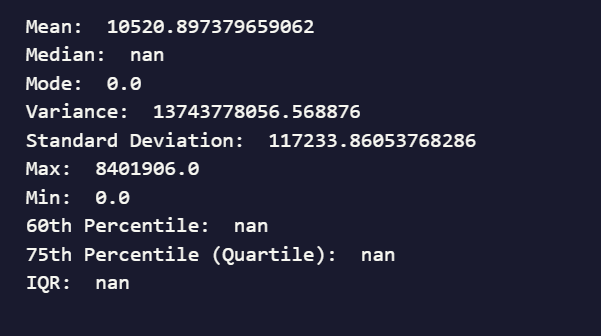 Mean:  10520.897379659062
Median:  nan
Mode:  0.0
Variance:  13743778056.568876
Standard Deviation:  117233.86053768286
Max:  8401906.0
Min:  0.0
60th Percentile:  nan
75th Percentile (Quartile):  nan
IQR:  nan